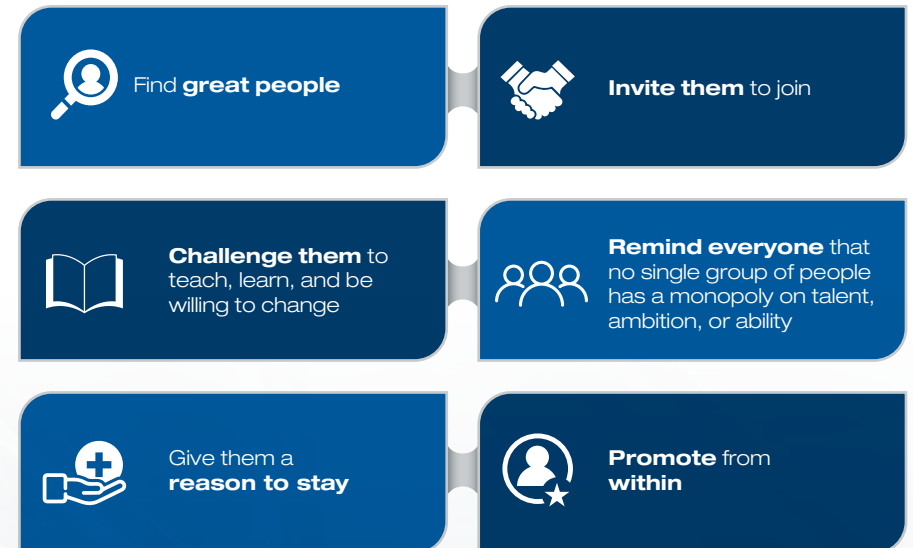 Find great people
Invite them to join
Challenge them to
teach, learn, and be
willing to change
Remind everyone that
no single group of people
has a monopoly on talent,
ambition, or ability
Give them a
reason to stay
Promote from
within